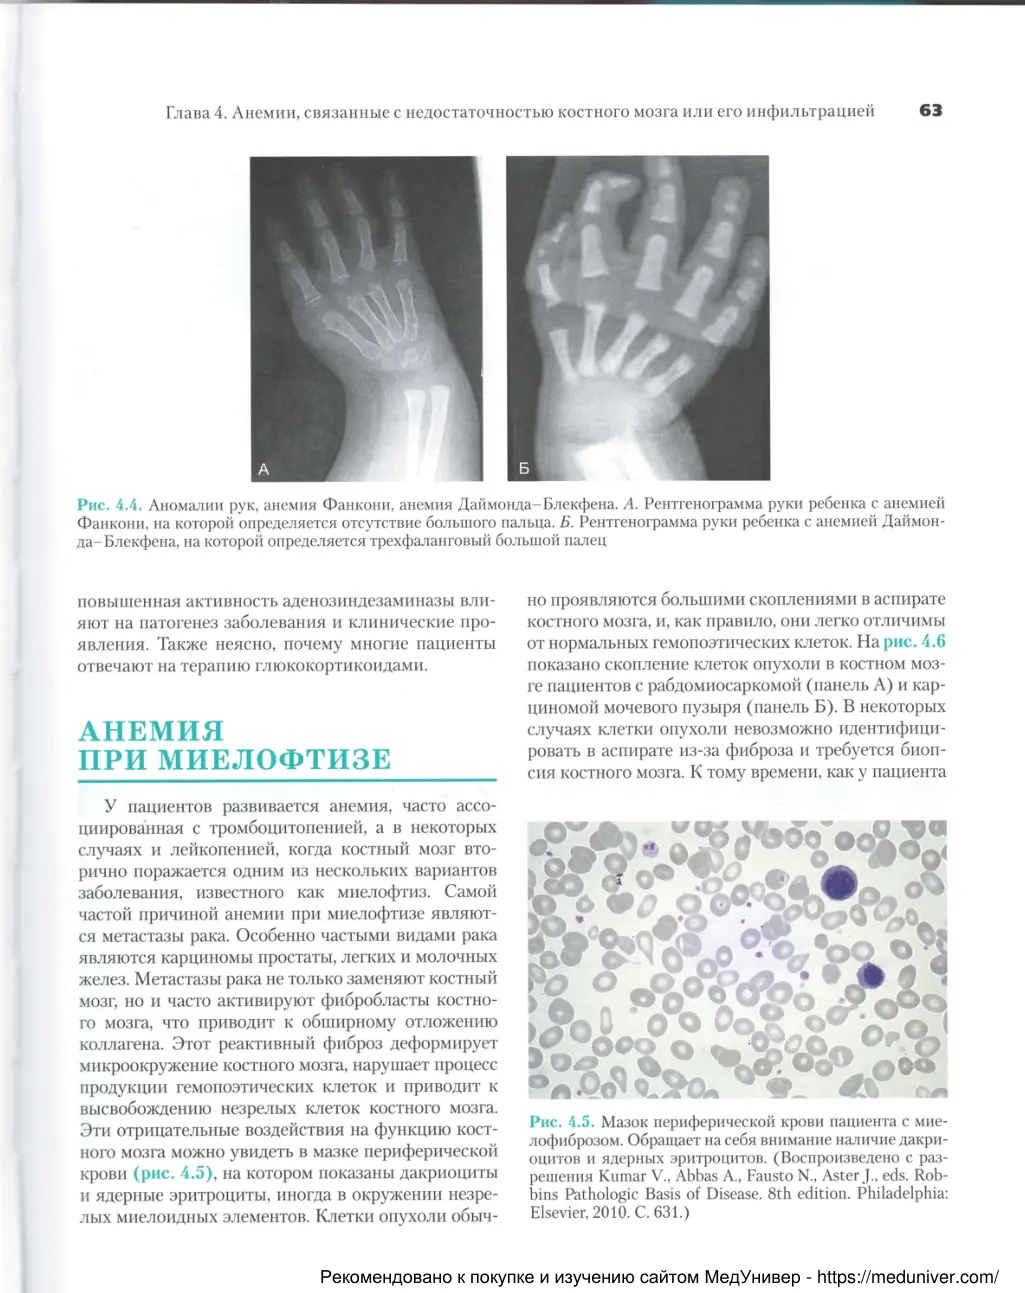 Глава 4. Анемии, связанные с недостаточностью костного мозга или его инфильтрацией 63
А
Б
Рис. 4.4. Аномалии рук, анемия Фанкони, анемия Даймонда–Блекфена. А. Рентгенограмма руки ребенка с анемией
Фанкони, на которой определяется отсутствие большого пальца. Б. Рентгенограмма руки ребенка с анемией Даймон-
да–Блекфена, на которой определяется трехфаланговый большой палец
повышенная активность аденозиндезаминазы вли-
яют на патогенез заболевания и клинические про-
явления. Также неясно, почему многие пациенты
отвечают на терапию глюкокортикоидами.
АНЕМИЯ
ПРИ МИЕЛОФТИЗЕ
У пациентов развивается анемия, часто ассо-
циированная с тромбоцитопенией, а в некоторых
случаях и лейкопенией, когда костный мозг вто-
рично поражается одним из нескольких вариантов
заболевания, известного как миелофтиз. Самой
частой причиной анемии при миелофтизе являют-
ся метастазы рака. Особенно частыми видами рака
являются карциномы простаты, легких и молочных
желез. Метастазы рака не только заменяют костный
мозг, но и часто активируют фибробласты костно-
го мозга, что приводит к обширному отложению
коллагена. Этот реактивный фиброз деформирует
микроокружение костного мозга, нарушает процесс
продукции гемопоэтических клеток и приводит к
высвобождению незрелых клеток костного мозга.
Эти отрицательные воздействия на функцию кост-
ного мозга можно увидеть в мазке периферической
крови (рис. 4.5), на котором показаны дакриоциты
и ядерные эритроциты, иногда в окружении незре-
лых миелоидных элементов. Клетки опухоли обыч-
но проявляются большими скоплениями в аспирате
костного мозга, и, как правило, они легко отличимы
от нормальных гемопоэтических клеток. На рис. 4.6
показано скопление клеток опухоли в костном моз-
ге пациентов с рабдомиосаркомой (панель А) и кар-
циномой мочевого пузыря (панель Б). В некоторых
случаях клетки опухоли невозможно идентифици-
ровать в аспирате из-за фиброза и требуется биоп-
сия костного мозга. К тому времени, как у пациента
Рис. 4.5. Мазок периферической крови пациента с мие-
лофиброзом. Обращает на себя внимание наличие дакри-
оцитов и ядерных эритроцитов. (Воспроизведено с раз-
решения Kumar V., Abbas A., Fausto N., Aster J., eds. Rob-
bins Pathologic Basis of Disease. 8th edition. Philadelphia:
Elsevier, 2010. С. 631.)
Рекомендовано к покупке и изучению сайтом МедУнивер - https://meduniver.com/